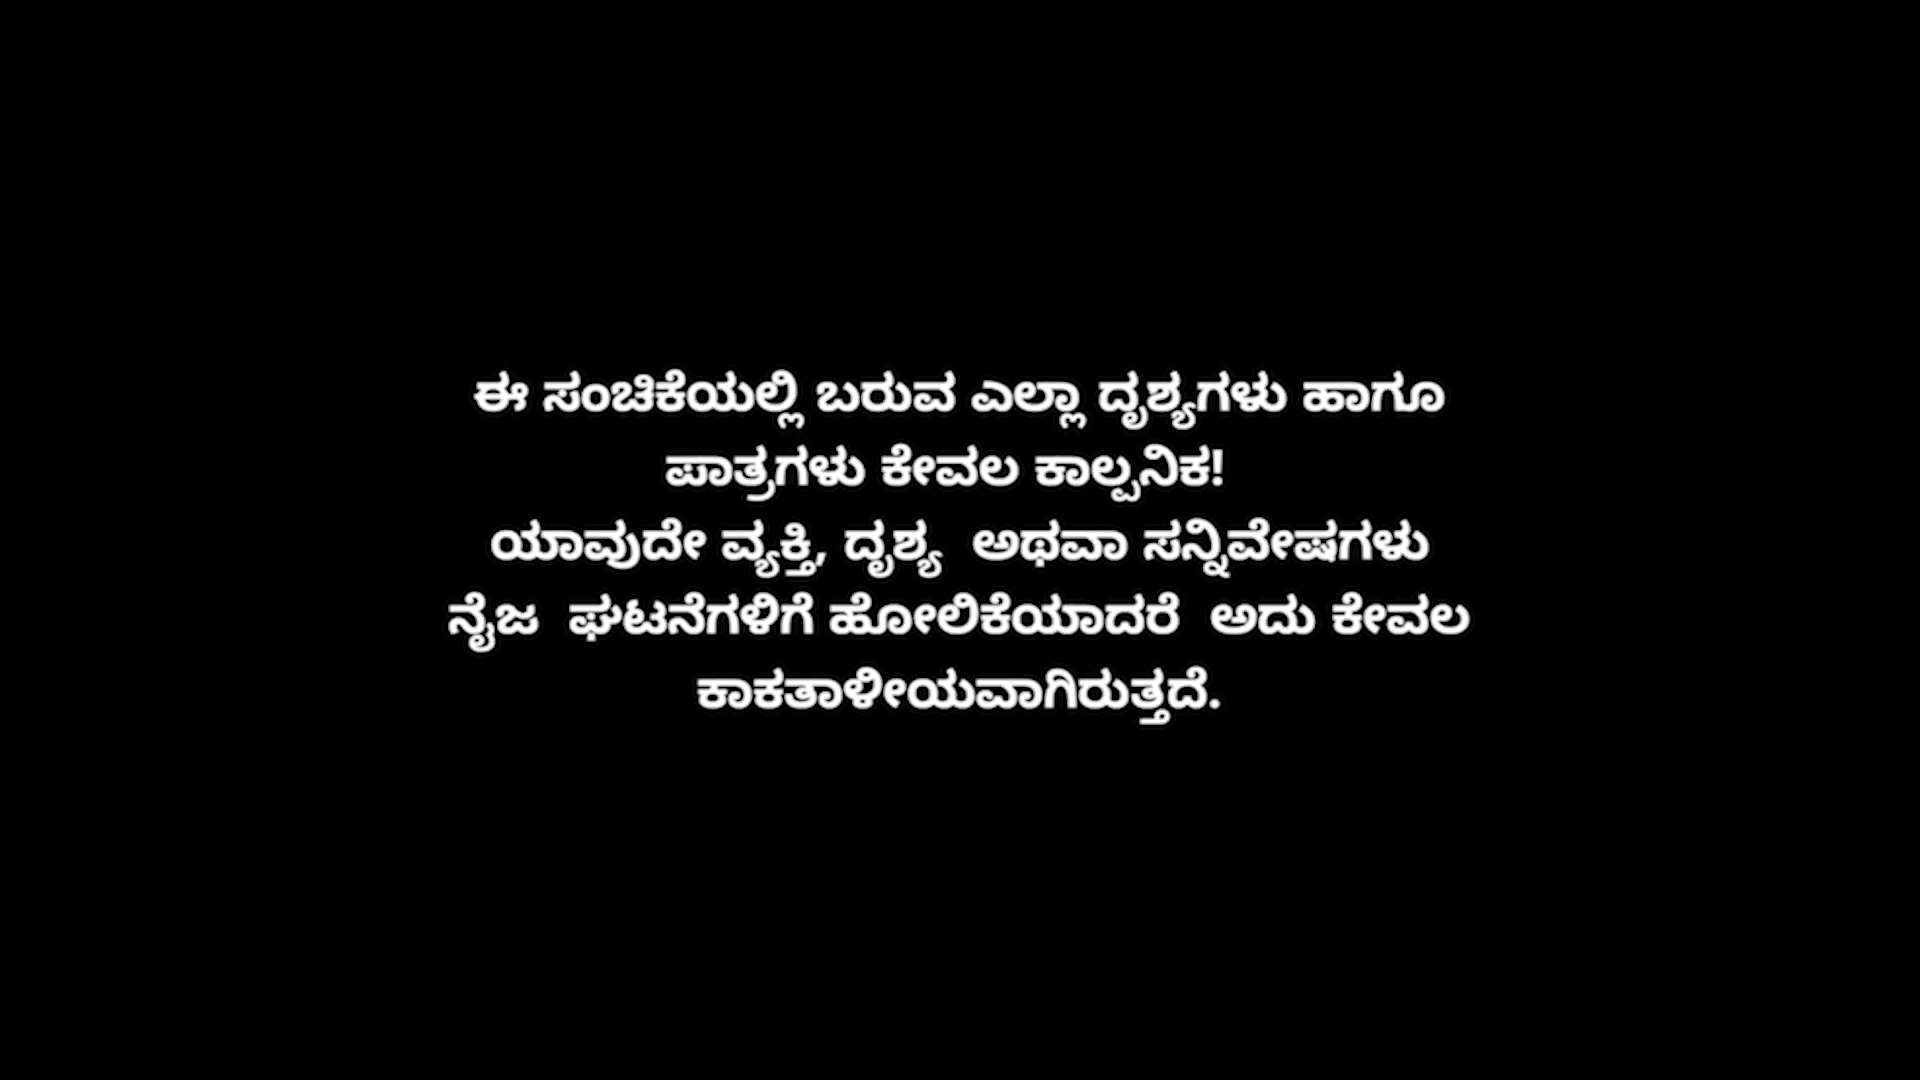 ಈ ಸಂಚಿಕೆಯಲ್ಲಿ ಬರುವ ಎಲ್ಲಾ ದೃಶ್ಯಗಳು ಹಾಗೂ
ಪಾತ್ರಗಳು ಕೇವಲ ಕಾಲ್ಪನಿಕ!
ಯಾವುದೇ ವ್ಯಕ್ತಿ, ದೃಶ್ಯ ಅಥವಾ ಸನ್ನಿವೇಷಗಳು
ನೈಜ ಘಟನೆಗಳಿಗೆ ಹೋಲಿಕೆಯಾದರೆ ಅದು ಕೇವಲ
ಕಾಕತಾಳೀಯವಾಗಿರುತ್ತದೆ.